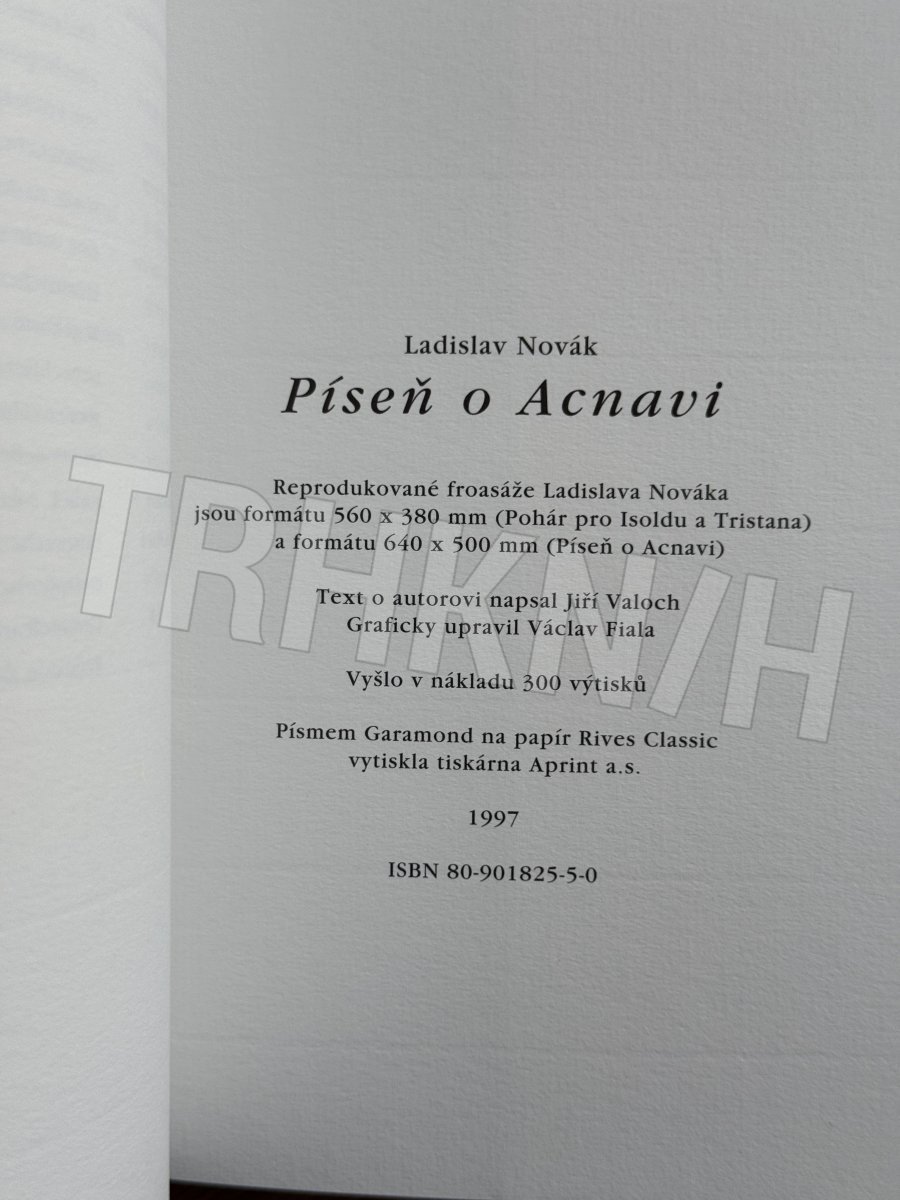 Ladislav Novák
Píseň o Acnavi
Reprodukované froasáže Ladislava Nováka
jsou formátu 560 x 380 mm (Pohár pro Isoldu a Tristana)
a formátu 640 x 500 mm (Píseň o Acnavi)
Text o autorovi napsal Jiří Valoch
Graficky upravil Václav Fiala
Vyšlo v nákladu 300 výtisků
Písmem Garamond na papír Rives Classic
vytiskla tiskárna Aprint a.s.
1997
ISBN 80-901825-5-0
TRHKN/H